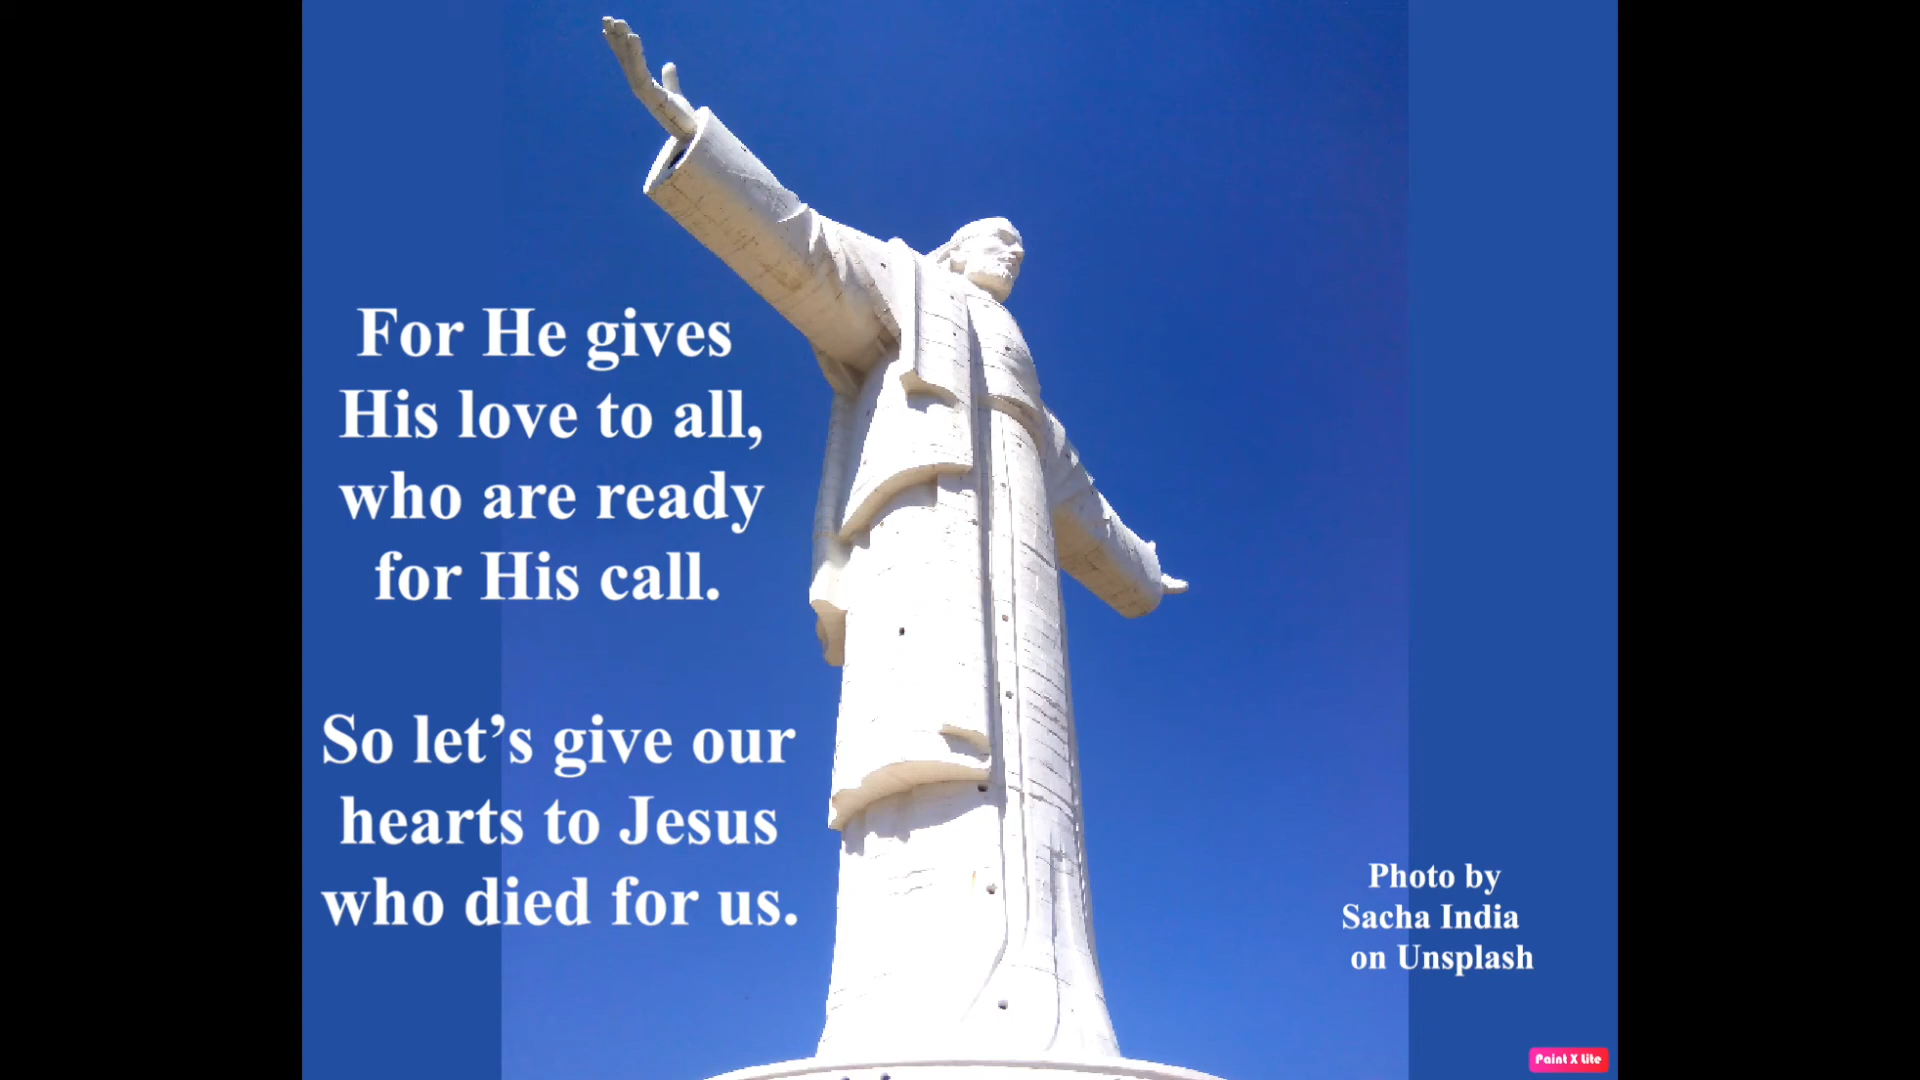 For He gives
His love to all,
who are ready
for His call.
So let’s give our
hearts to Jesus
who died for us.
Photo by
Sacha India
on Unsplash
Paint X Lite